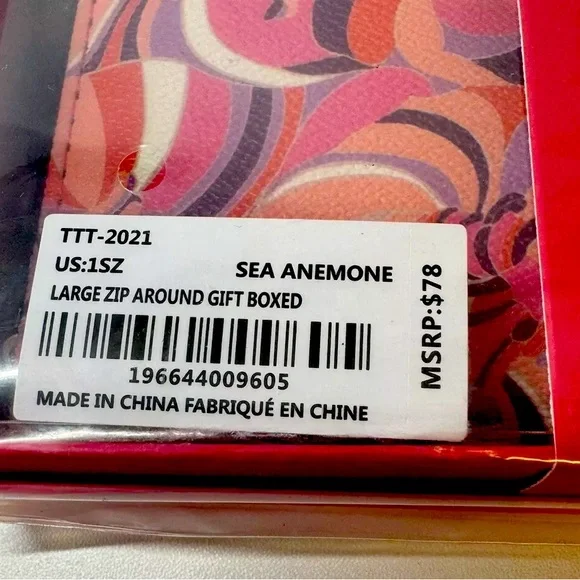 TTT-2021
US:1SZ SEA ANEMONE
LARGE ZIP AROUND GIFT BOXED
196644009605
MADE IN CHINA FABRIQUÉ EN CHINE
MSRP:$78